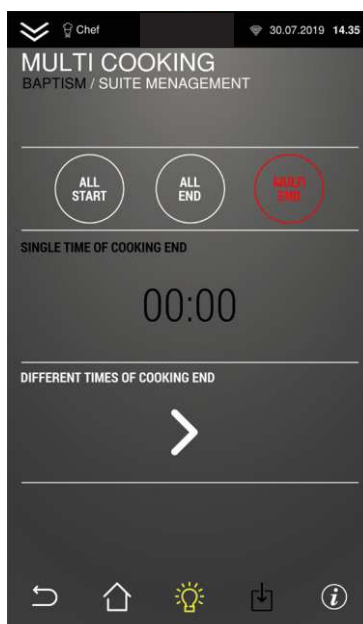 Chef 30.07.2019 14.35
MULTI COOKING
BAPTISM / SUITE MENAGEMENT
ALL START
ALL END
MULTI END
SINGLE TIME OF COOKING END
00:00
DIFFERENT TIMES OF COOKING END
i